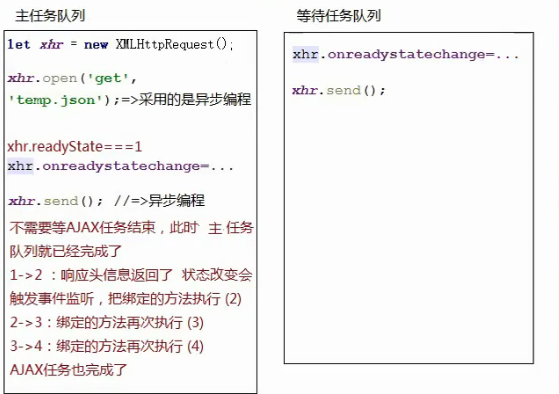 主任务队列
let xhr = new XMLHttpRequest();
xhr.open('get',
'temp.json');=>采用的是异步编程
xhr.readyState===1
xhr.onreadystatechange=...
xhr.send(); //=>异步编程
不需要等AJAX任务结束，此时 主 任务
队列就已经完成了
1->2 ：响应头信息返回了 状态改变会
触发事件监听，把绑定的方法执行 (2)
2->3：绑定的方法再次执行 (3)
3->4：绑定的方法再次执行 (4)
AJAX任务也完成了
等待任务队列
xhr.onreadystatechange=...
xhr.send();